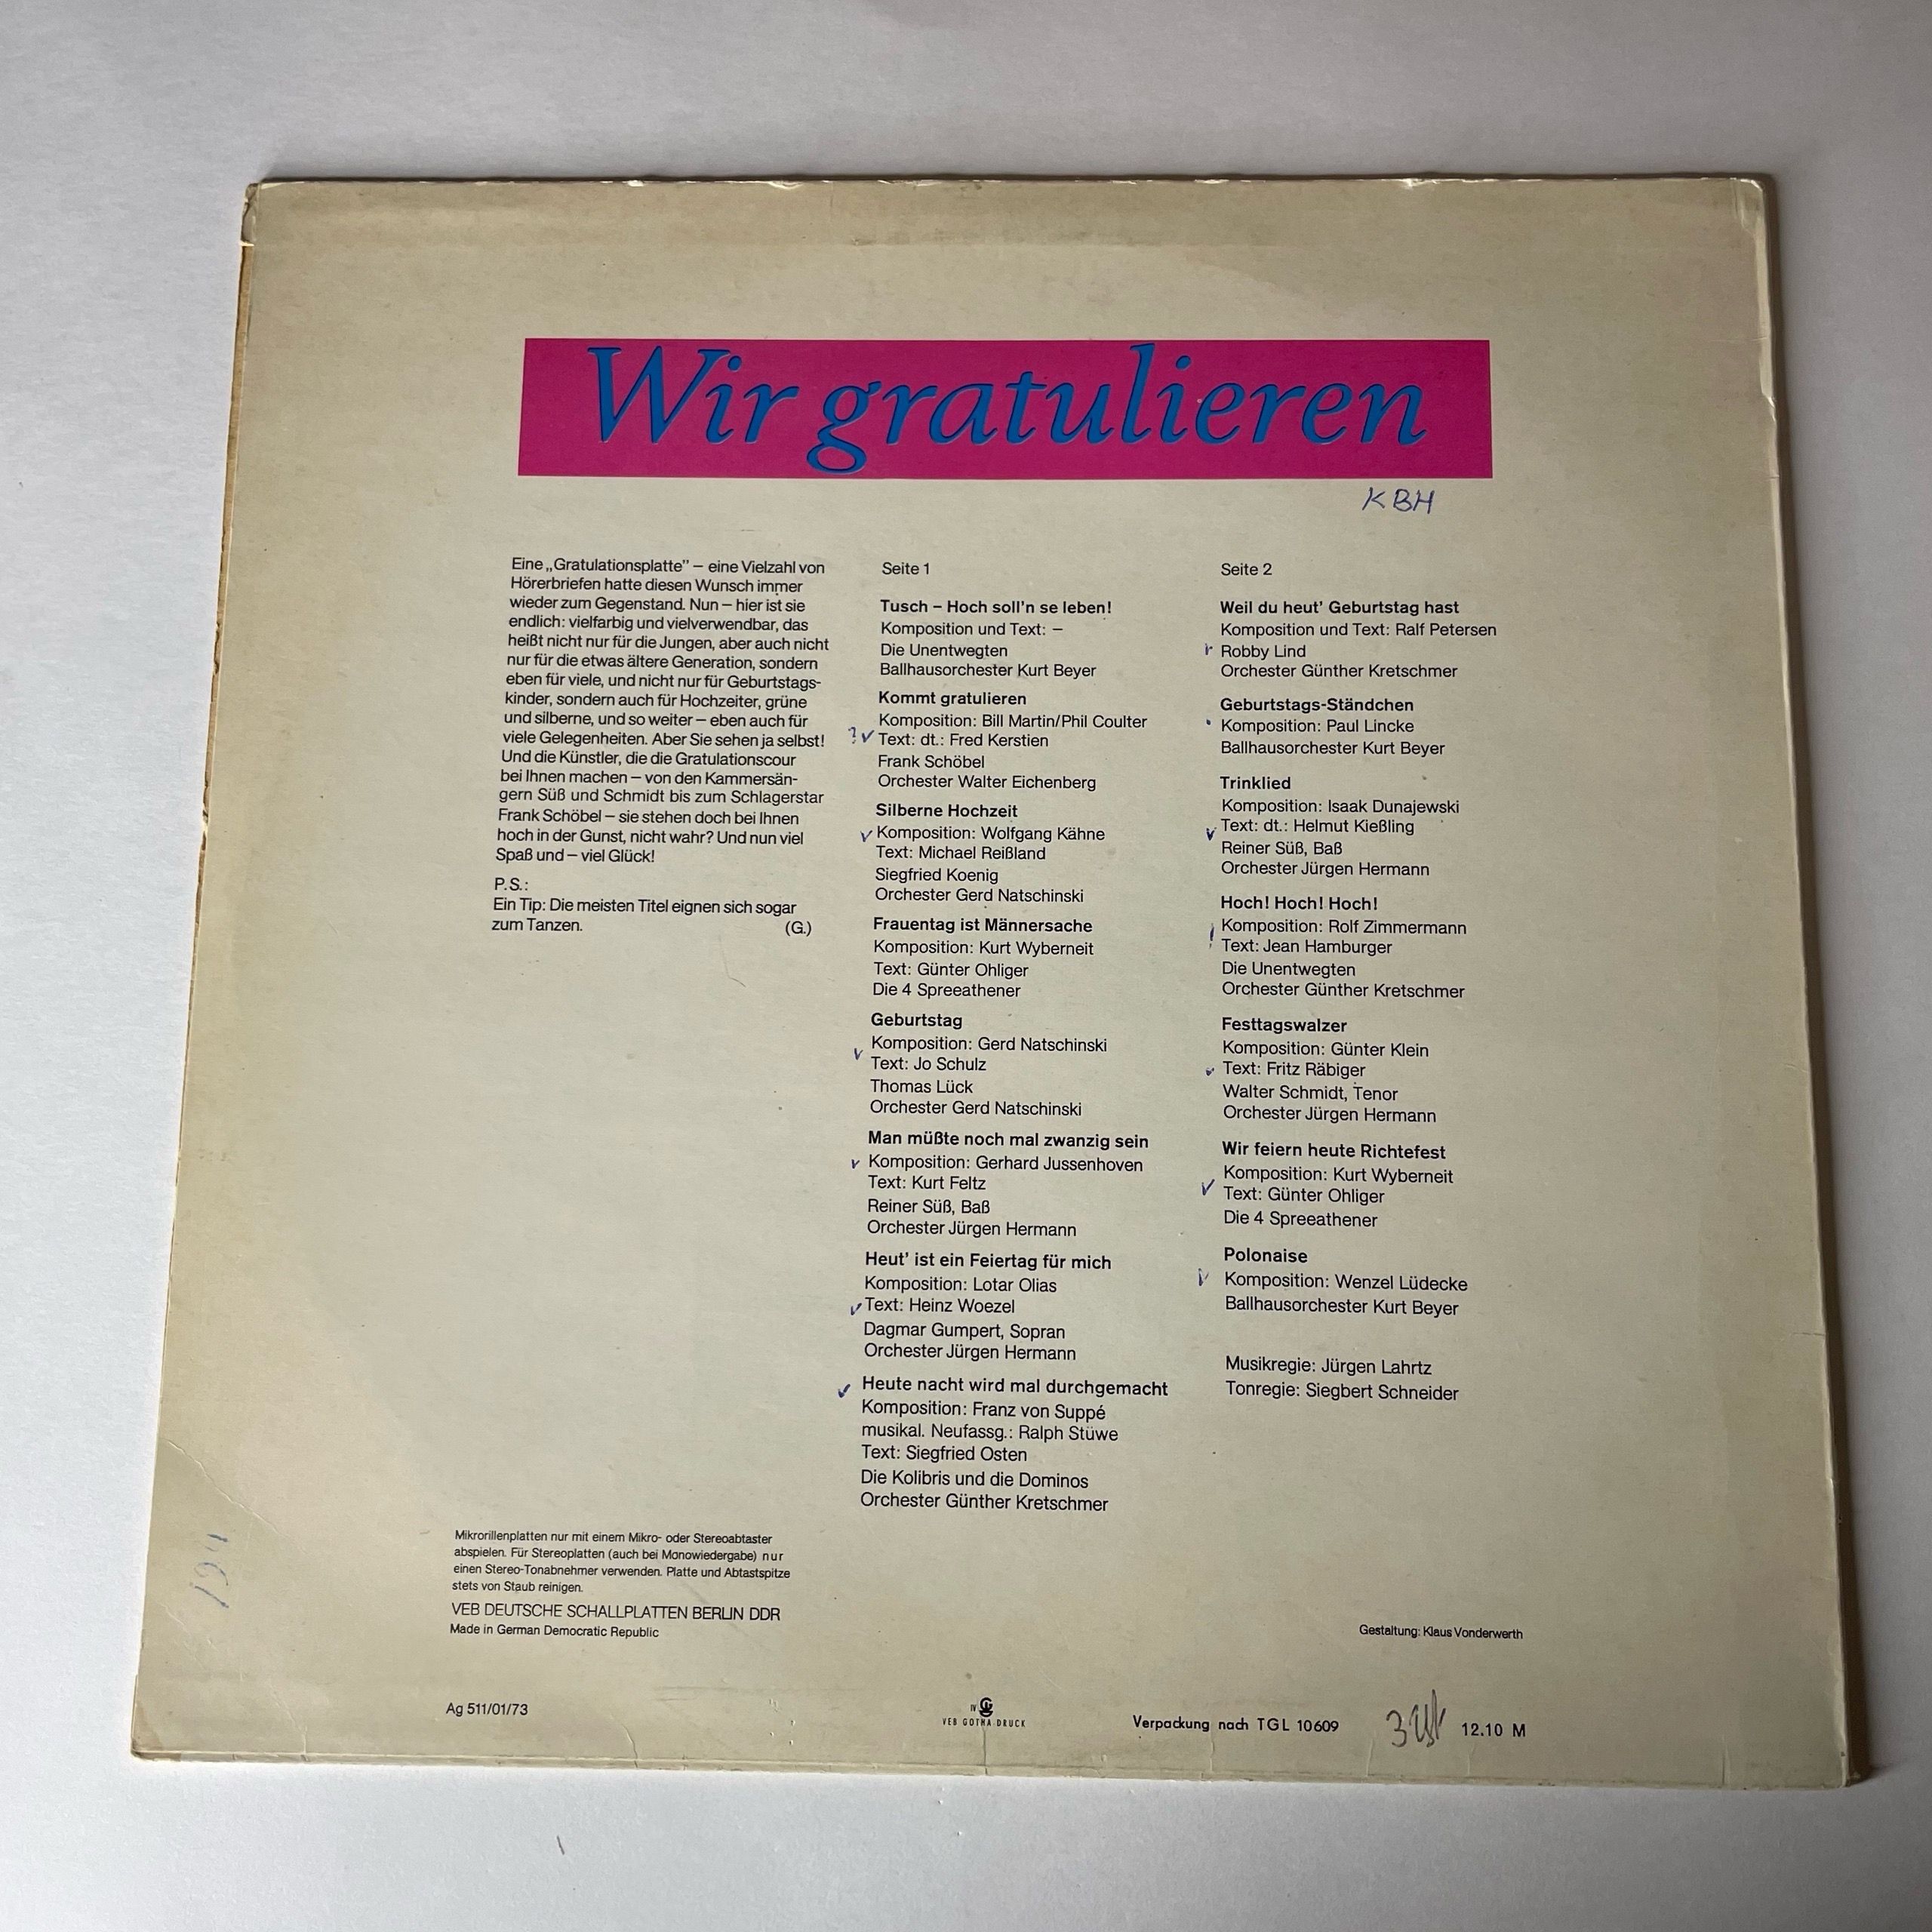 Wir gratulieren
KBH
Eine „Gratulationsplatte” – eine Vielzahl von
Hörerbriefen hatte diesen Wunsch immer
wieder zum Gegenstand. Nun – hier ist sie
endlich: vielfarbig und vielverwendbar, das
heißt nicht nur für die Jungen, aber auch nicht
nur für die etwas ältere Generation, sondern
eben für viele, und nicht nur für Geburtstags-
kinder, sondern auch für Hochzeiter, grüne
und silberne, und so weiter – eben auch für
viele Gelegenheiten. Aber Sie sehen ja selbst!
Und die Künstler, die die Gratulationscour
bei Ihnen machen – von den Kammersän-
gern Süß und Schmidt bis zum Schlagerstar
Frank Schöbel – sie stehen doch bei Ihnen
hoch in der Gunst, nicht wahr? Und nun viel
Spaß und – viel Glück!
P.S.:
Ein Tip: Die meisten Titel eignen sich sogar
zum Tanzen. (G.)
Seite 1
Tusch – Hoch soll’n se leben!
Komposition und Text: –
Die Unentwegten
Ballhausorchester Kurt Beyer
Kommt gratulieren
Komposition: Bill Martin/Phil Coulter
? ✓ Text: dt.: Fred Kerstien
Frank Schöbel
Orchester Walter Eichenberg
Silberne Hochzeit
✓ Komposition: Wolfgang Kähne
Text: Michael Reißland
Siegfried Koenig
Orchester Gerd Natschinski
Frauentag ist Männersache
Komposition: Kurt Wyberneit
Text: Günter Ohliger
Die 4 Spreeathener
Geburtstag
Komposition: Gerd Natschinski
✓ Text: Jo Schulz
Thomas Lück
Orchester Gerd Natschinski
Man müßte noch mal zwanzig sein
✓ Komposition: Gerhard Jussenhoven
Text: Kurt Feltz
Reiner Süß, Baß
Orchester Jürgen Hermann
Heut’ ist ein Feiertag für mich
Komposition: Lotar Olias
✓ Text: Heinz Woezel
Dagmar Gumpert, Sopran
Orchester Jürgen Hermann
✓ Heute nacht wird mal durchgemacht
Komposition: Franz von Suppé
musikal. Neufassg.: Ralph Stüwe
Text: Siegfried Osten
Die Kolibris und die Dominos
Orchester Günther Kretschmer
Seite 2
Weil du heut’ Geburtstag hast
Komposition und Text: Ralf Petersen
✓ Robby Lind
Orchester Günther Kretschmer
Geburtstags-Ständchen
Komposition: Paul Lincke
Ballhausorchester Kurt Beyer
Trinklied
Komposition: Isaak Dunajewski
✓ Text: dt.: Helmut Kießling
Reiner Süß, Baß
Orchester Jürgen Hermann
Hoch! Hoch! Hoch!
Komposition: Rolf Zimmermann
! Text: Jean Hamburger
Die Unentwegten
Orchester Günther Kretschmer
Festtagswalzer
Komposition: Günter Klein
✓ Text: Fritz Räbiger
Walter Schmidt, Tenor
Orchester Jürgen Hermann
Wir feiern heute Richtefest
Komposition: Kurt Wyberneit
✓ Text: Günter Ohliger
Die 4 Spreeathener
Polonaise
✓ Komposition: Wenzel Lüdecke
Ballhausorchester Kurt Beyer
Musikregie: Jürgen Lahrtz
Tonregie: Siegbert Schneider
Mikrorillenplatten nur mit einem Mikro- oder Stereoabtaster
abspielen. Für Stereoplatten (auch bei Monowiedergabe) nur
einen Stereo-Tonabnehmer verwenden. Platte und Abtastspitze
stets von Staub reinigen.
VEB DEUTSCHE SCHALLPLATTEN BERLIN DDR
Made in German Democratic Republic
Gestaltung: Klaus Vonderwerth
Ag 511/01/73
IV
VEB GOTHA DRUCK
Verpackung nach TGL 10609
12.10 M